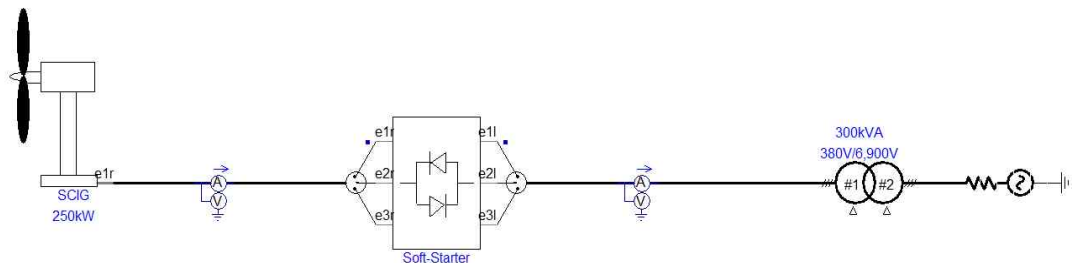 e1r
SCIG
250kW
A
V
e1r
e2r
e3r
e1l
e2l
e3l
Soft-Starter
A
V
300kVA
380V/6,900V
#1
#2